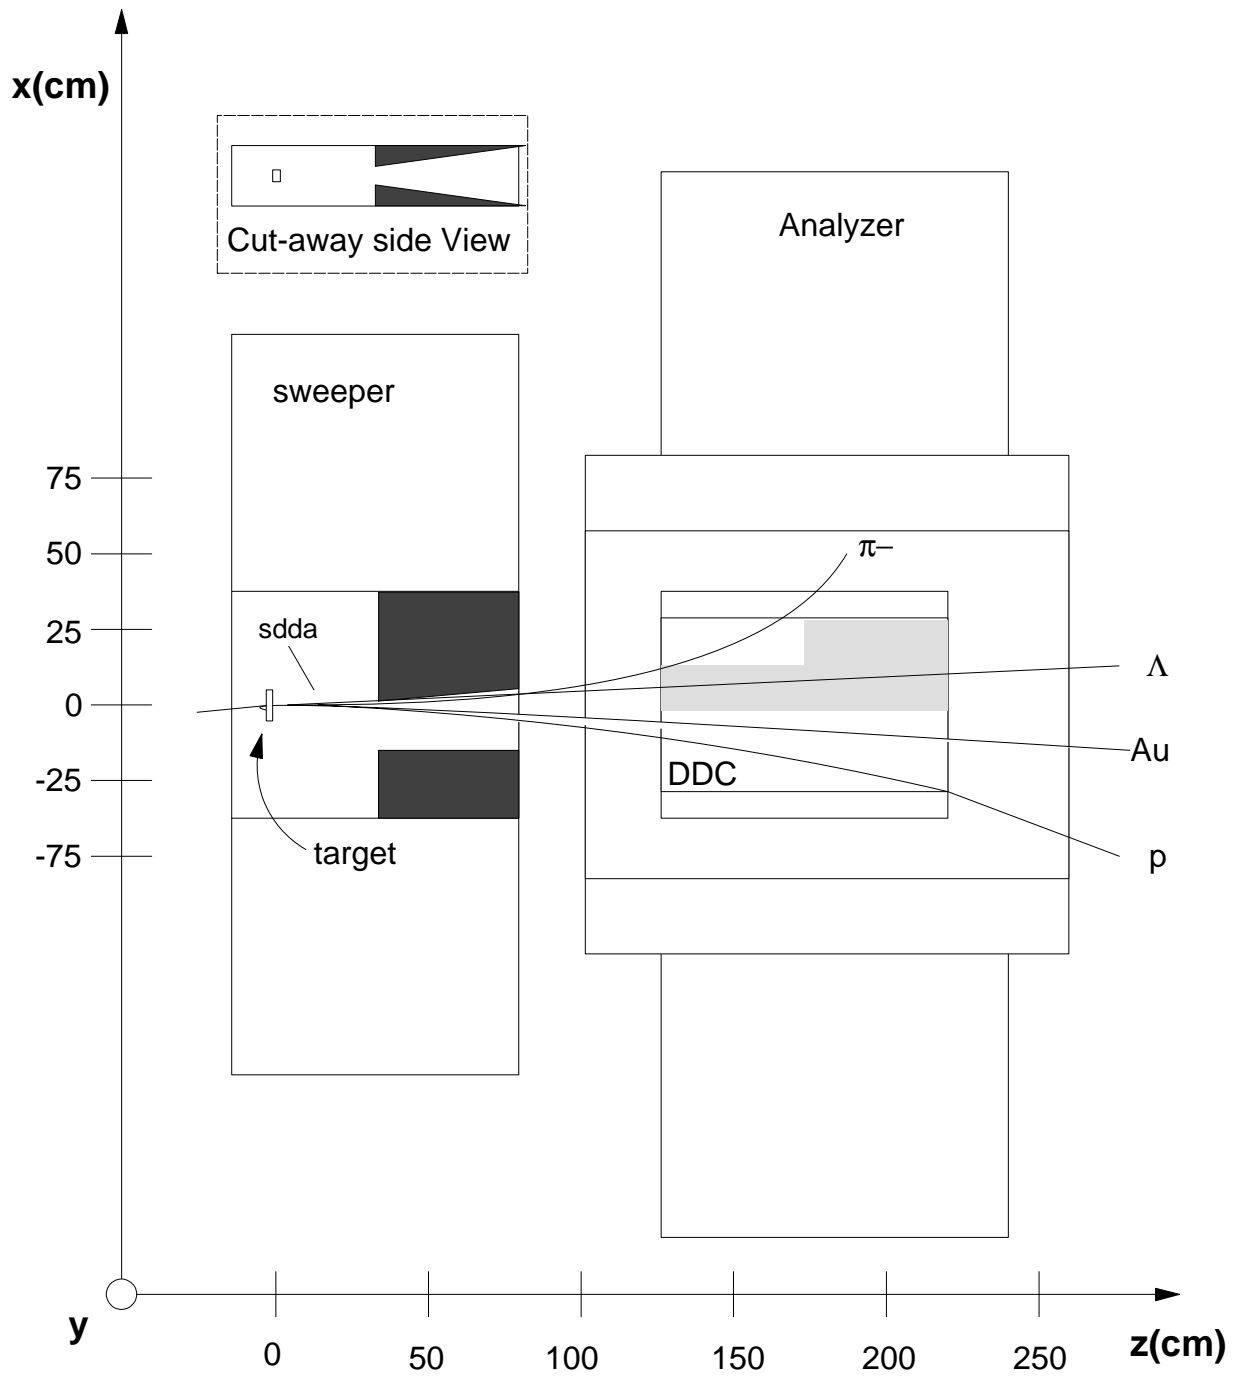 x(cm)
Cut-away side View
Analyzer
sweeper
75
50
25
0
-25
-75
sdda
π−
Λ
Au
DDC
target
p
y
0
50
100
150
200
250
z(cm)